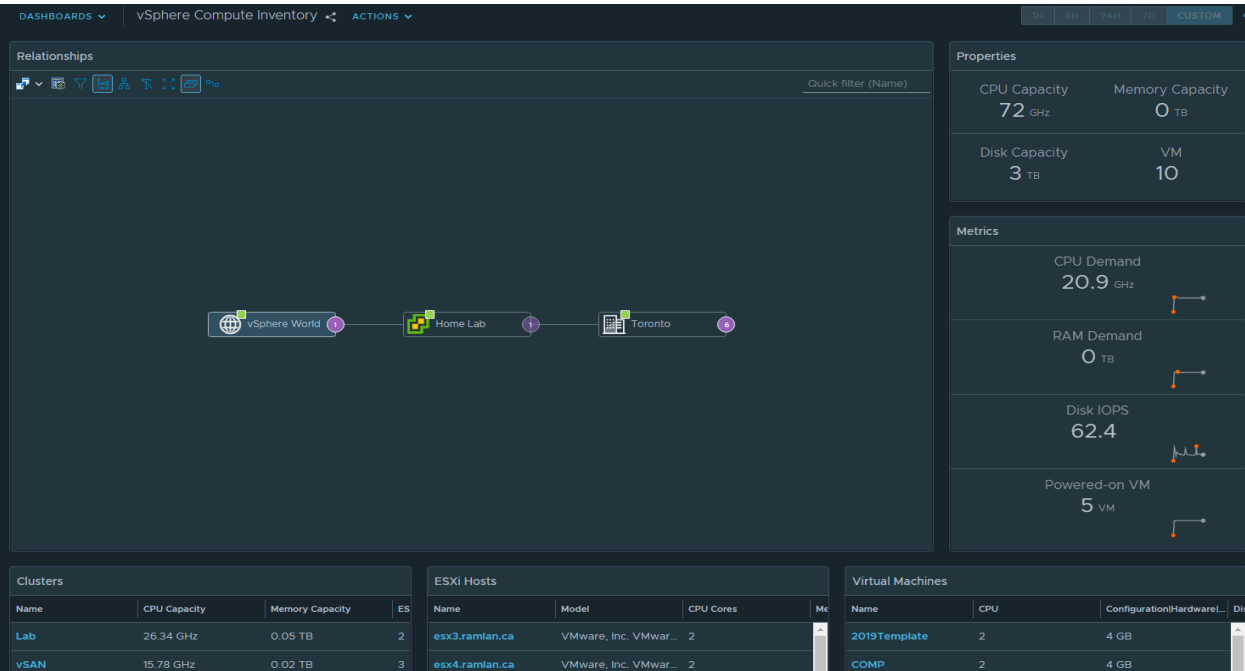 DASHBOARDS vSphere Compute Inventory ACTIONS 1H 6H 24H 7D CUSTOM
Relationships
Quick filter (Name)
vSphere World 1 Home Lab 1 Toronto 6
Properties
CPU Capacity Memory Capacity
72 GHz 0 TB
Disk Capacity VM
3 TB 10
Metrics
CPU Demand
20.9 GHz
RAM Demand
0 TB
Disk IOPS
62.4
Powered-on VM
5 VM
Clusters
Name CPU Capacity Memory Capacity ES
Lab 26.34 GHz 0.05 TB 2
vSAN 15.78 GHz 0.02 TB 3
ESXi Hosts
Name Model CPU Cores Me
esx3.ramlan.ca VMware, Inc. VMwar... 2
esx4.ramlan.ca VMware, Inc. VMwar... 2
Virtual Machines
Name CPU Configuration|Hardware|... Dis
2019Template 2 4 GB
COMP 2 4 GB